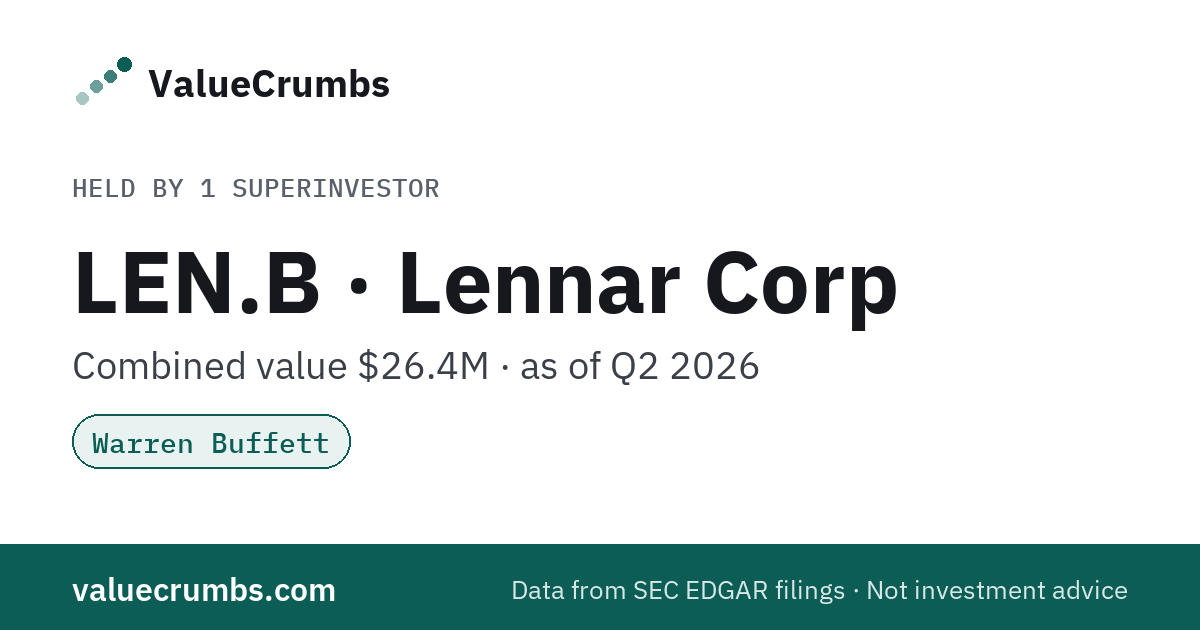 ValueCrumbs
HELD BY 1 SUPERINVESTOR
LEN.B · Lennar Corp
Combined value $26.4M · as of Q2 2026
Warren Buffett
valuecrumbs.com
Data from SEC EDGAR filings · Not investment advice